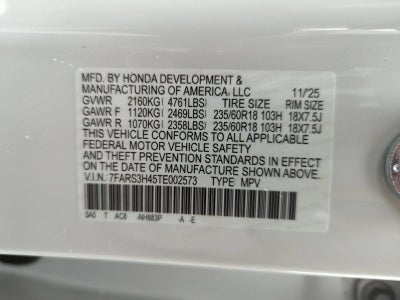 MFD. BY HONDA DEVELOPMENT &
MANUFACTURING OF AMERICA, LLC 11/25
GVWR 2160KG( 4761LBS) TIRE SIZE RIM SIZE
GAWR F 1120KG( 2469LBS) 235/60R18 103H 18X7.5J
GAWR R 1070KG( 2358LBS) 235/60R18 103H 18X7.5J
THIS VEHICLE CONFORMS TO ALL APPLICABLE
FEDERAL MOTOR VEHICLE SAFETY
AND THEFT PREVENTION STANDARDS IN EFFECT
ON THE DATE OF MANUFACTURE SHOWN ABOVE.
V.I.N.: 7FARS3H45TE002573 TYPE: MPV
3A5 T AC8 -NH883P -A -E